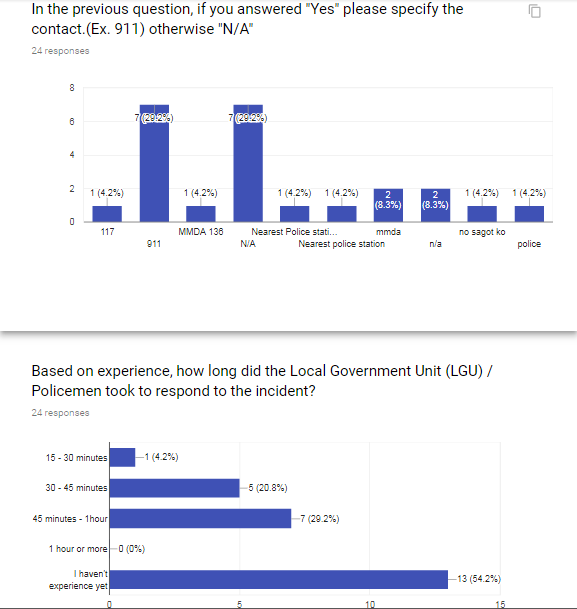 In the previous question, if you answered "Yes" please specify the
contact.(Ex. 911) otherwise "N/A"
24 responses
8
6
4
2
0
1 (4.2%)
7 (29.2%)
1 (4.2%)
7 (29.2%)
1 (4.2%)
1 (4.2%)
2
(8.3%)
2
(8.3%)
1 (4.2%)
1 (4.2%)
117
911
MMDA 136
N/A
Nearest Police stati...
Nearest police station
mmda
n/a
no sagot ko
police
Based on experience, how long did the Local Government Unit (LGU) /
Policemen took to respond to the incident?
24 responses
15 - 30 minutes
1 (4.2%)
30 - 45 minutes
5 (20.8%)
45 minutes - 1hour
7 (29.2%)
1 hour or more
0 (0%)
I haven't
experience yet
13 (54.2%)
0
5
10
15